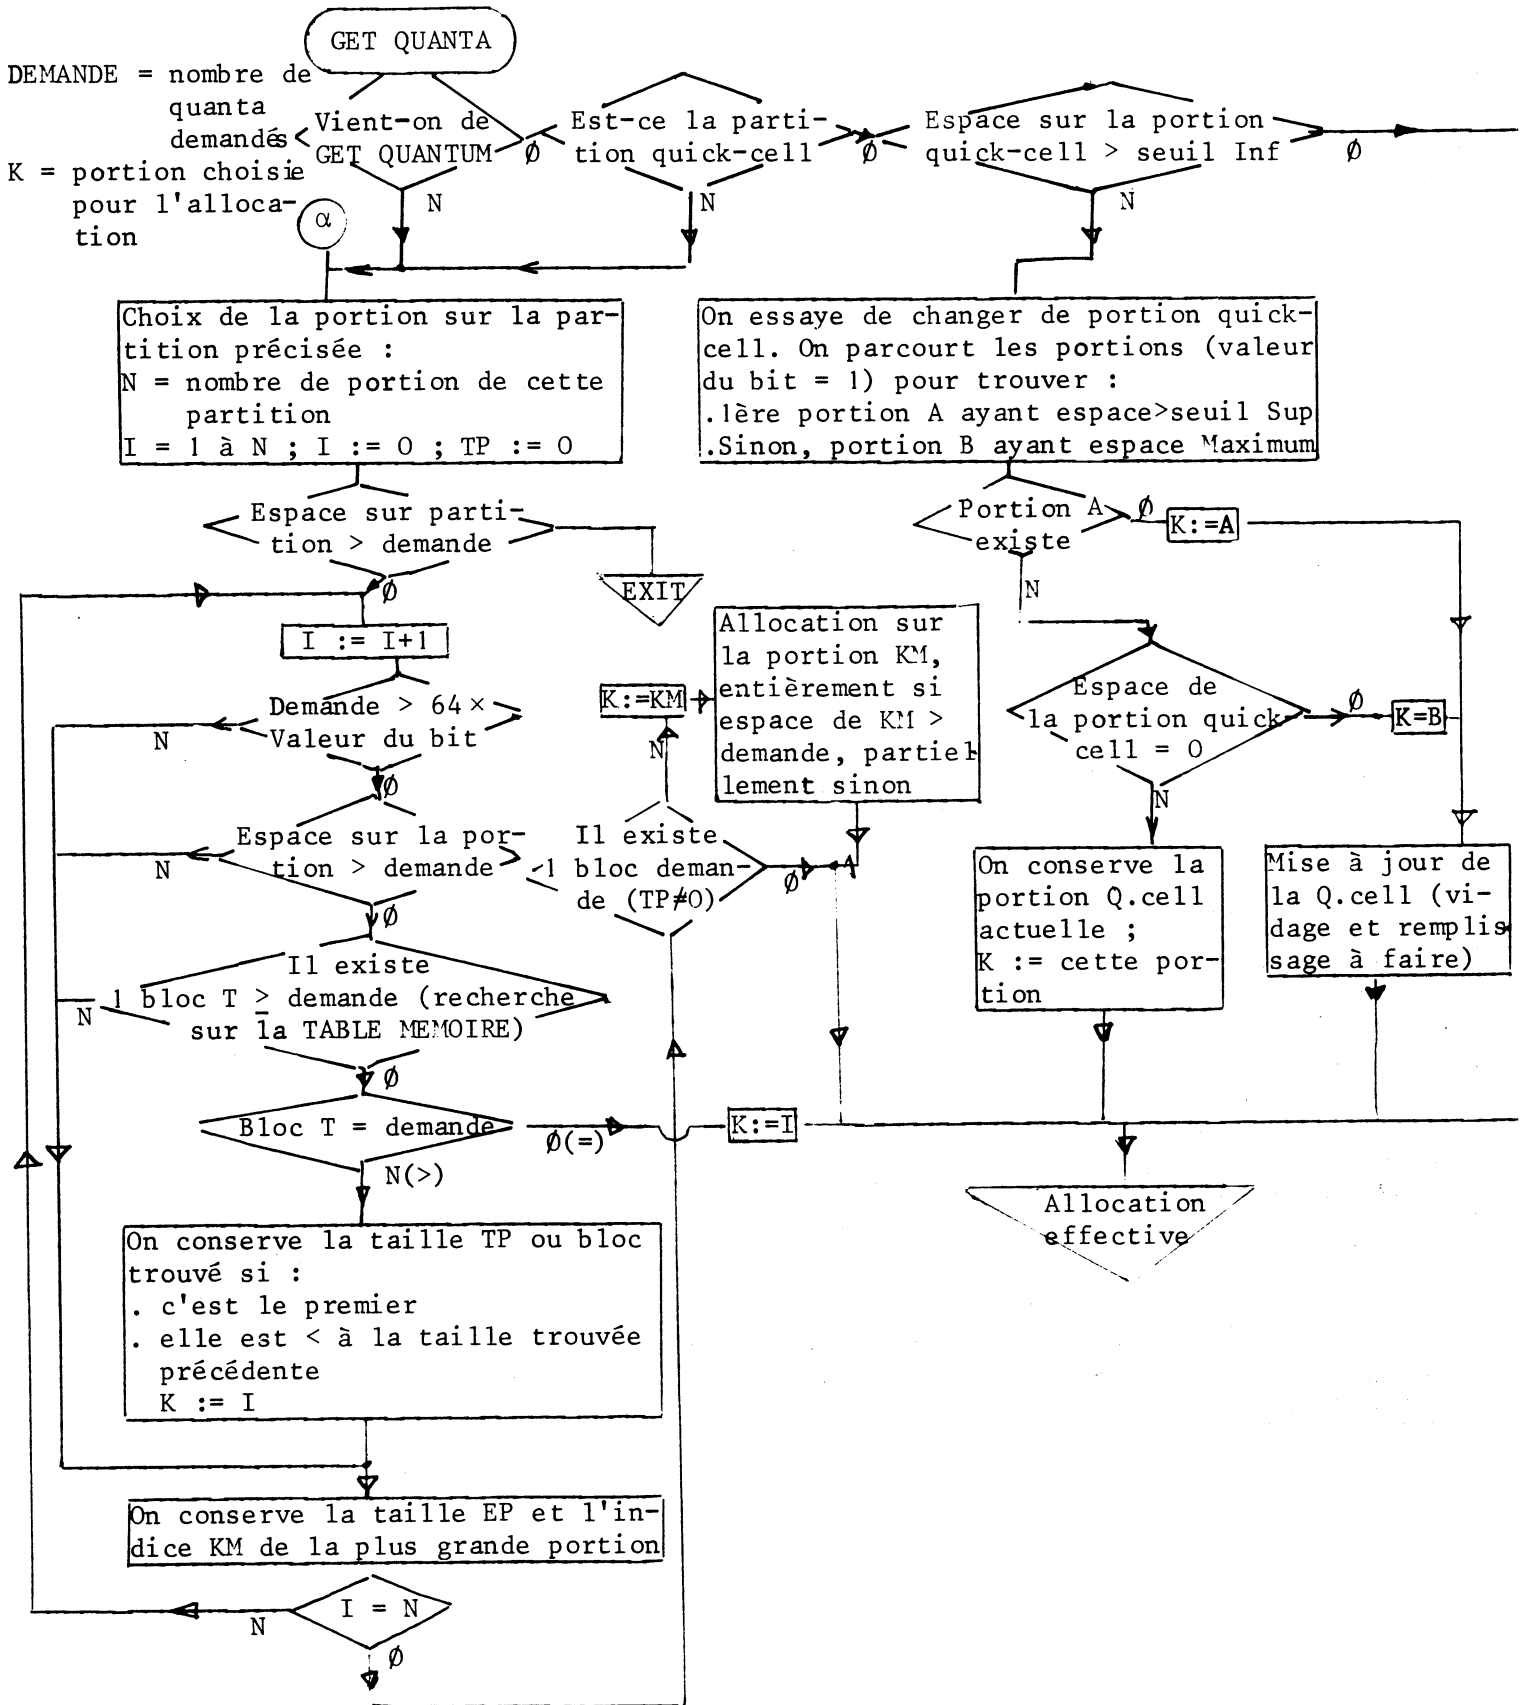 GET QUANTA
DEMANDE = nombre de
quanta
demandés
K = portion choisie
pour l'alloca-
tion
Vient-on de
GET QUANTUM
Ø
N
α
Est-ce la parti-
tion quick-cell
Ø
N
Espace sur la portion
quick-cell > seuil Inf
Ø
N
Choix de la portion sur la par-
tition précisée :
N = nombre de portion de cette
partition
I = 1 à N ; I := 0 ; TP := 0
On essaye de changer de portion quick-
cell. On parcourt les portions (valeur
du bit = 1) pour trouver :
.1ère portion A ayant espace>seuil Sup
.Sinon, portion B ayant espace Maximum
Espace sur parti-
tion > demande
Ø
EXIT
Portion A
existe
Ø
K:=A
N
I := I+1
Demande > 64 ×
Valeur du bit
N
Ø
Espace sur la por-
tion > demande
N
Ø
Il existe
1 bloc T ≥ demande (recherche
sur la TABLE MEMOIRE)
N
Ø
Bloc T = demande
Ø(=)
K:=I
N(>)
On conserve la taille TP ou bloc
trouvé si :
. c'est le premier
. elle est < à la taille trouvée
précédente
K := I
On conserve la taille EP et l'in-
dice KM de la plus grande portion
I = N
N
Ø
Il existe
1 bloc deman-
de (TP≠0)
Ø
N
K:=KM
Allocation sur
la portion KM,
entièrement si
espace de KM >
demande, partiel
lement sinon
Espace de
la portion quick-
cell = 0
Ø
K=B
N
On conserve la
portion Q.cell
actuelle ;
K := cette por-
tion
Mise à jour de
la Q.cell (vi-
dage et remplis
sage à faire)
Allocation
effective